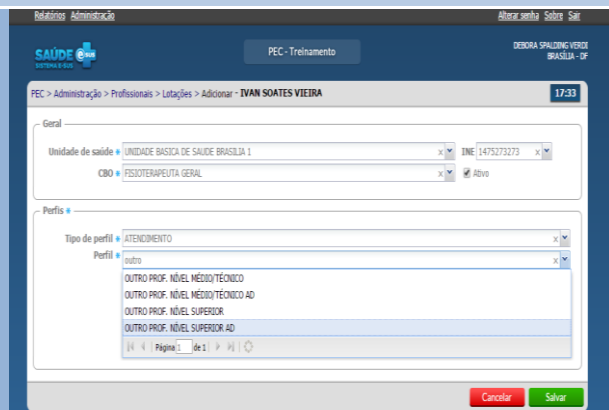 Relatórios Administração Alterar senha Sobre Sair
SAÚDE e-SUS
SISTEMA E-SUS
PEC - Treinamento
DEBORA SPALDING VERDI
BRASÍLIA - DF
PEC > Administração > Profissionais > Lotações > Adicionar - IVAN SOATES VIEIRA 17:33
Geral
Unidade de saúde * UNIDADE BASICA DE SAUDE BRASILIA 1 x INE 1475273273 x
CBO * FISIOTERAPEUTA GERAL x Ativo
Perfis *
Tipo de perfil * ATENDIMENTO x
Perfil * outro x
OUTRO PROF. NÍVEL MÉDIO/TÉCNICO
OUTRO PROF. NÍVEL MÉDIO/TÉCNICO AD
OUTRO PROF. NÍVEL SUPERIOR
OUTRO PROF. NÍVEL SUPERIOR AD
Página 1 de 1
Cancelar Salvar